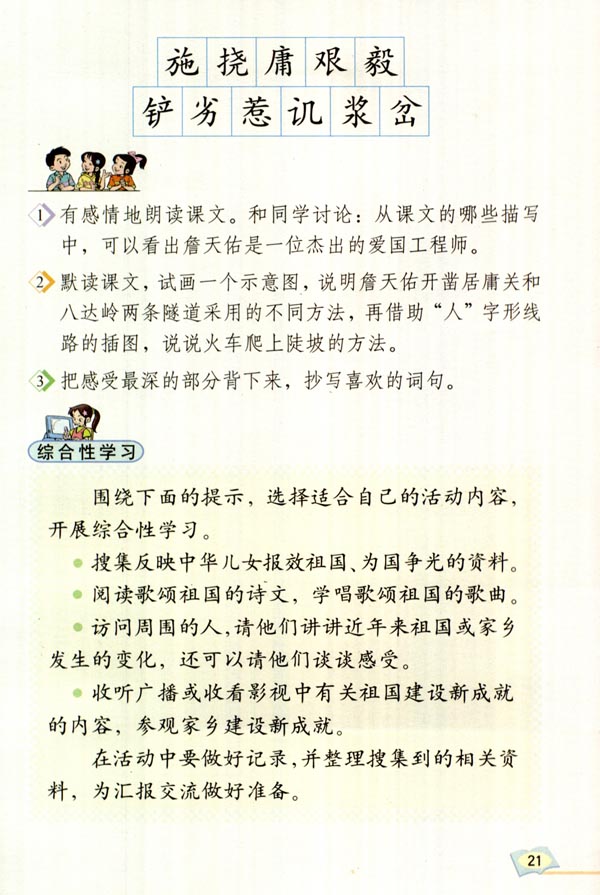 施挠庸艰毅
铲劣惹讥浆岔
1 有感情地朗读课文。和同学讨论：从课文的哪些描写
中，可以看出詹天佑是一位杰出的爱国工程师。
2 默读课文，试画一个示意图，说明詹天佑开凿居庸关和
八达岭两条隧道采用的不同方法，再借助“人”字形线
路的插图，说说火车爬上陡坡的方法。
3 把感受最深的部分背下来，抄写喜欢的词句。
综合性学习
围绕下面的提示，选择适合自己的活动内容，
开展综合性学习。
● 搜集反映中华儿女报效祖国、为国争光的资料。
● 阅读歌颂祖国的诗文，学唱歌颂祖国的歌曲。
● 访问周围的人，请他们讲讲近年来祖国或家乡
发生的变化，还可以请他们谈谈感受。
● 收听广播或收看影视中有关祖国建设新成就
的内容，参观家乡建设新成就。
在活动中要做好记录，并整理搜集到的相关资
料，为汇报交流做好准备。
21